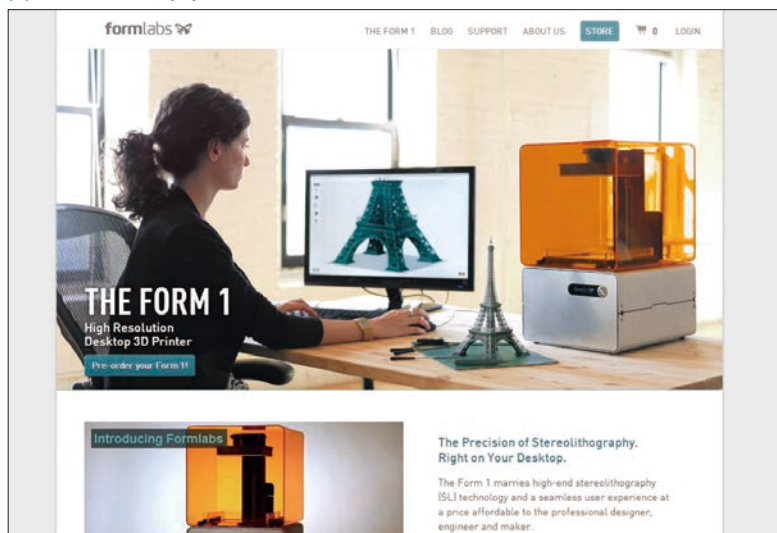 formlabs
THE FORM 1 BLOG SUPPORT ABOUT US STORE 0 LOGIN
THE FORM 1
High Resolution
Desktop 3D Printer
Pre-order your Form 1!
Introducing Formlabs
The Precision of Stereolithography.
Right on Your Desktop.
The Form 1 marries high-end stereolithography
(SL) technology and a seamless user experience at
a price affordable to the professional designer,
engineer and maker.